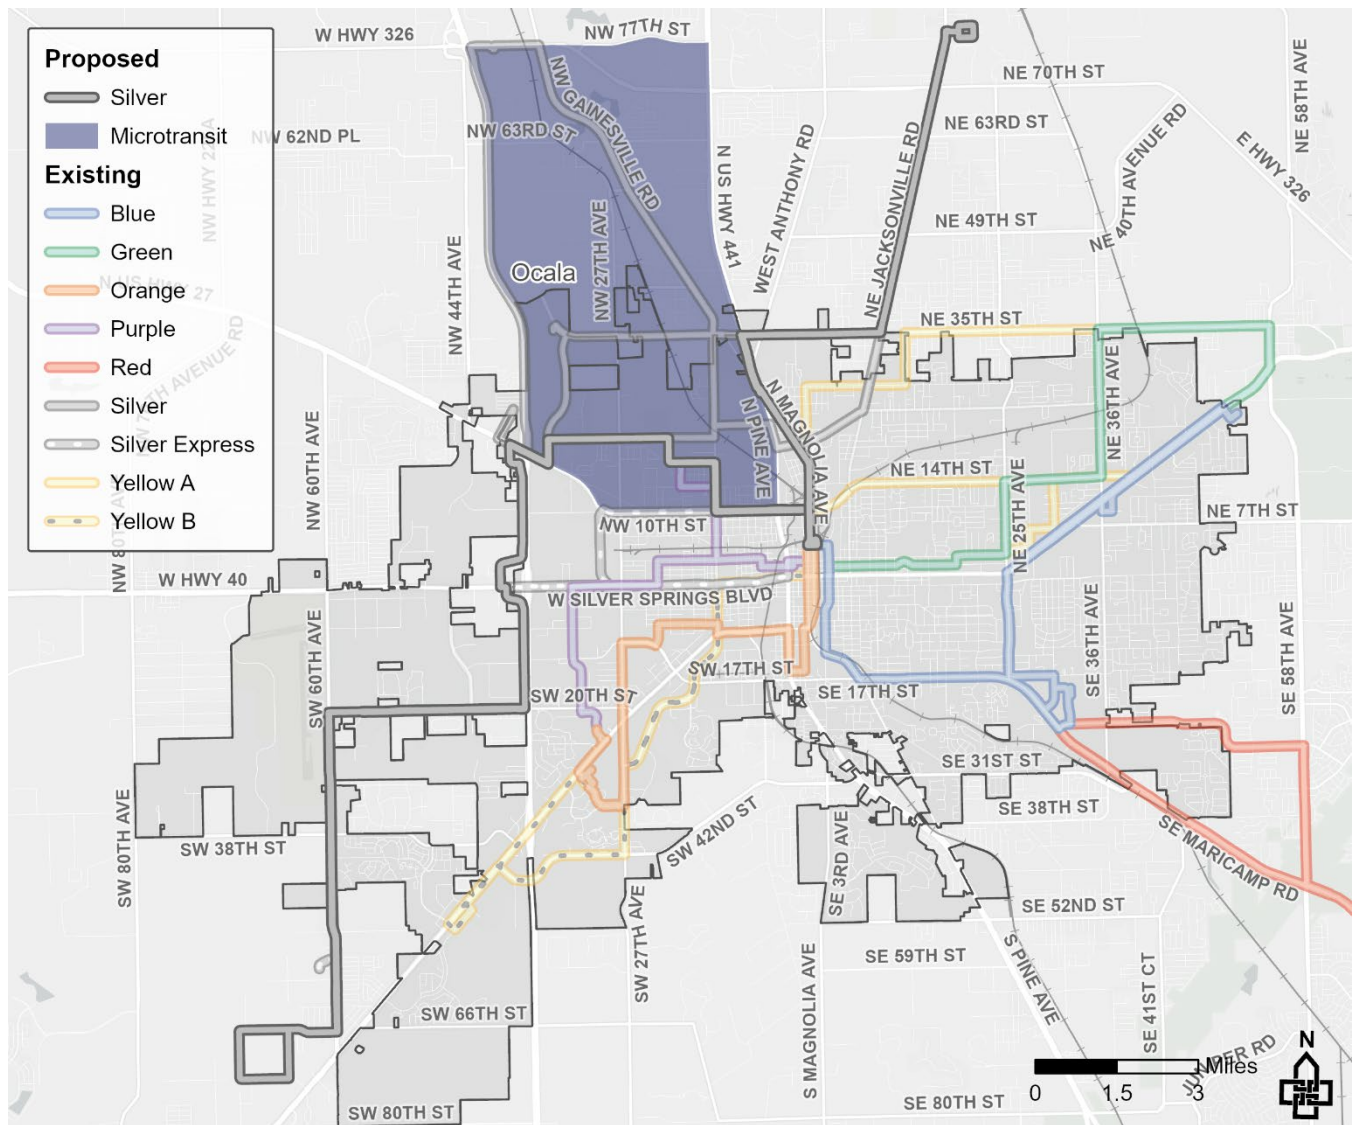 Proposed
Silver
Microtransit
Existing
Blue
Green
Orange
Purple
Red
Silver
Silver Express
Yellow A
Yellow B
W HWY 326
NW 77TH ST
NE 70TH ST
NE 58TH AVE
E HWY 326
NW GAINESVILLE RD
NW 62ND PL
NW 63RD ST
NE 63RD ST
NE 40TH AVENUE RD
N US HWY 441
WEST ANTHONY RD
NE JACKSONVILLE RD
NE 49TH ST
NW 44TH AVE
NW 27TH AVE
Ocala
N US HWY 27
NE 35TH ST
NE 36TH AVE
N MAGNOLIA AVE
N PINE AVE
NW 60TH AVE
NE 14TH ST
NE 25TH AVE
NE 7TH ST
NW 10TH ST
W HWY 40
W SILVER SPRINGS BLVD
SW 60TH AVE
SE 36TH AVE
SE 58TH AVE
SW 17TH ST
SW 20TH ST
SE 17TH ST
SE 31ST ST
SE 38TH ST
SW 80TH AVE
SW 38TH ST
SW 42ND ST
SE 3RD AVE
SE MARICAMP RD
SE 52ND ST
SW 27TH AVE
S MAGNOLIA AVE
SE 59TH ST
S PINE AVE
SE 41ST CT
SW 66TH ST
SW 80TH ST
SE 80TH ST
Miles
0 1.5 3
N